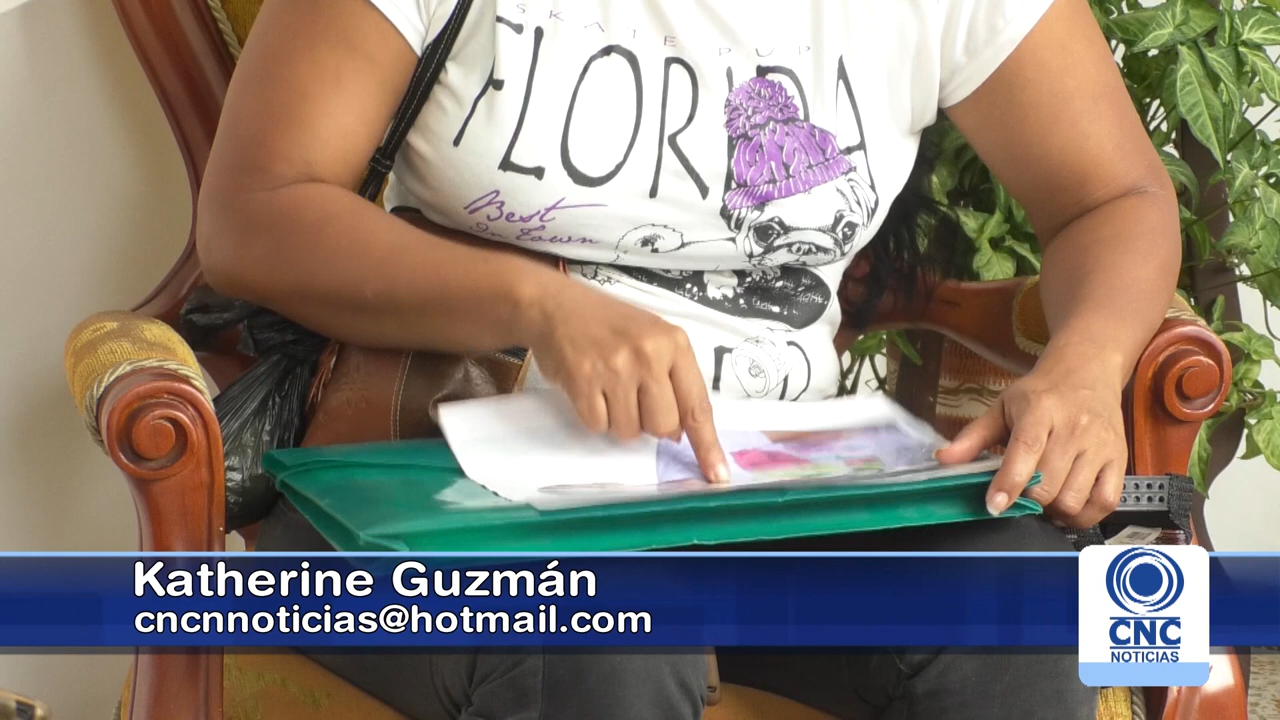 SKATE PUP
FLORIDA
Best
In Town
Katherine Guzmán
cncnnoticias@hotmail.com
CNC
NOTICIAS